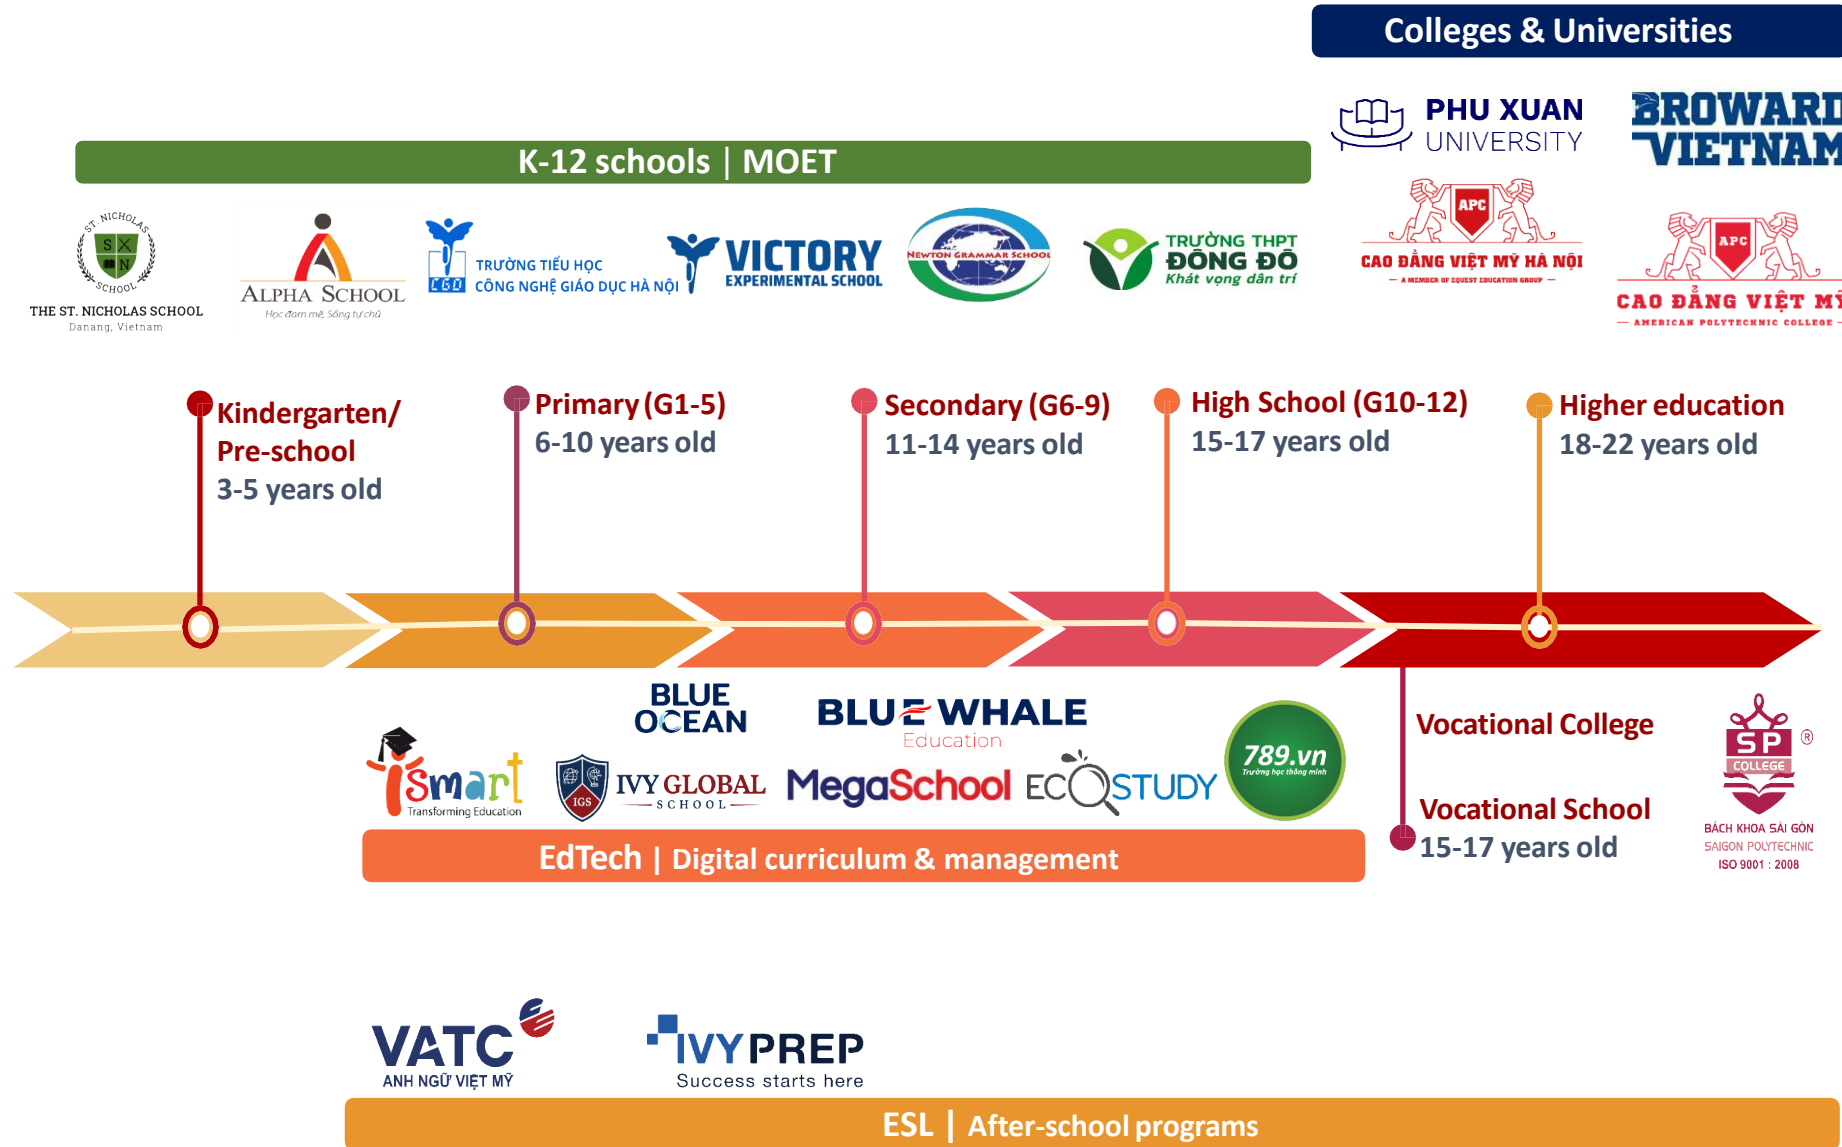 Colleges & Universities
PHU XUAN
UNIVERSITY
BROWARD
VIETNAM
K-12 schools | MOET
ST. NICHOLAS
S N
SCHOOL
THE ST. NICHOLAS SCHOOL
Danang, Vietnam
ALPHA SCHOOL
Học đam mê, Sống tự chủ
CGD
TRƯỜNG TIỂU HỌC
CÔNG NGHỆ GIÁO DỤC HÀ NỘI
VICTORY
EXPERIMENTAL SCHOOL
NEWTON GRAMMAR SCHOOL
TRƯỜNG THPT
ĐÔNG ĐÔ
Khát vọng dân trí
APC
CAO ĐẲNG VIỆT MỸ HÀ NỘI
— A MEMBER OF EQUEST EDUCATION GROUP —
APC
CAO ĐẲNG VIỆT MỸ
— AMERICAN POLYTECHNIC COLLEGE —
Kindergarten/
Pre-school
3-5 years old
Primary (G1-5)
6-10 years old
Secondary (G6-9)
11-14 years old
High School (G10-12)
15-17 years old
Higher education
18-22 years old
iSmart
Transforming Education
BLUE
OCEAN
IGS
IVY GLOBAL
SCHOOL
BLUE WHALE
Education
MegaSchool
ECOSTUDY
789.vn
Trường học thông minh
EdTech | Digital curriculum & management
Vocational College
Vocational School
15-17 years old
SP
COLLEGE
®
BÁCH KHOA SÀI GÒN
SAIGON POLYTECHNIC
ISO 9001 : 2008
VATC
ANH NGỮ VIỆT MỸ
IVYPREP
Success starts here
ESL | After-school programs